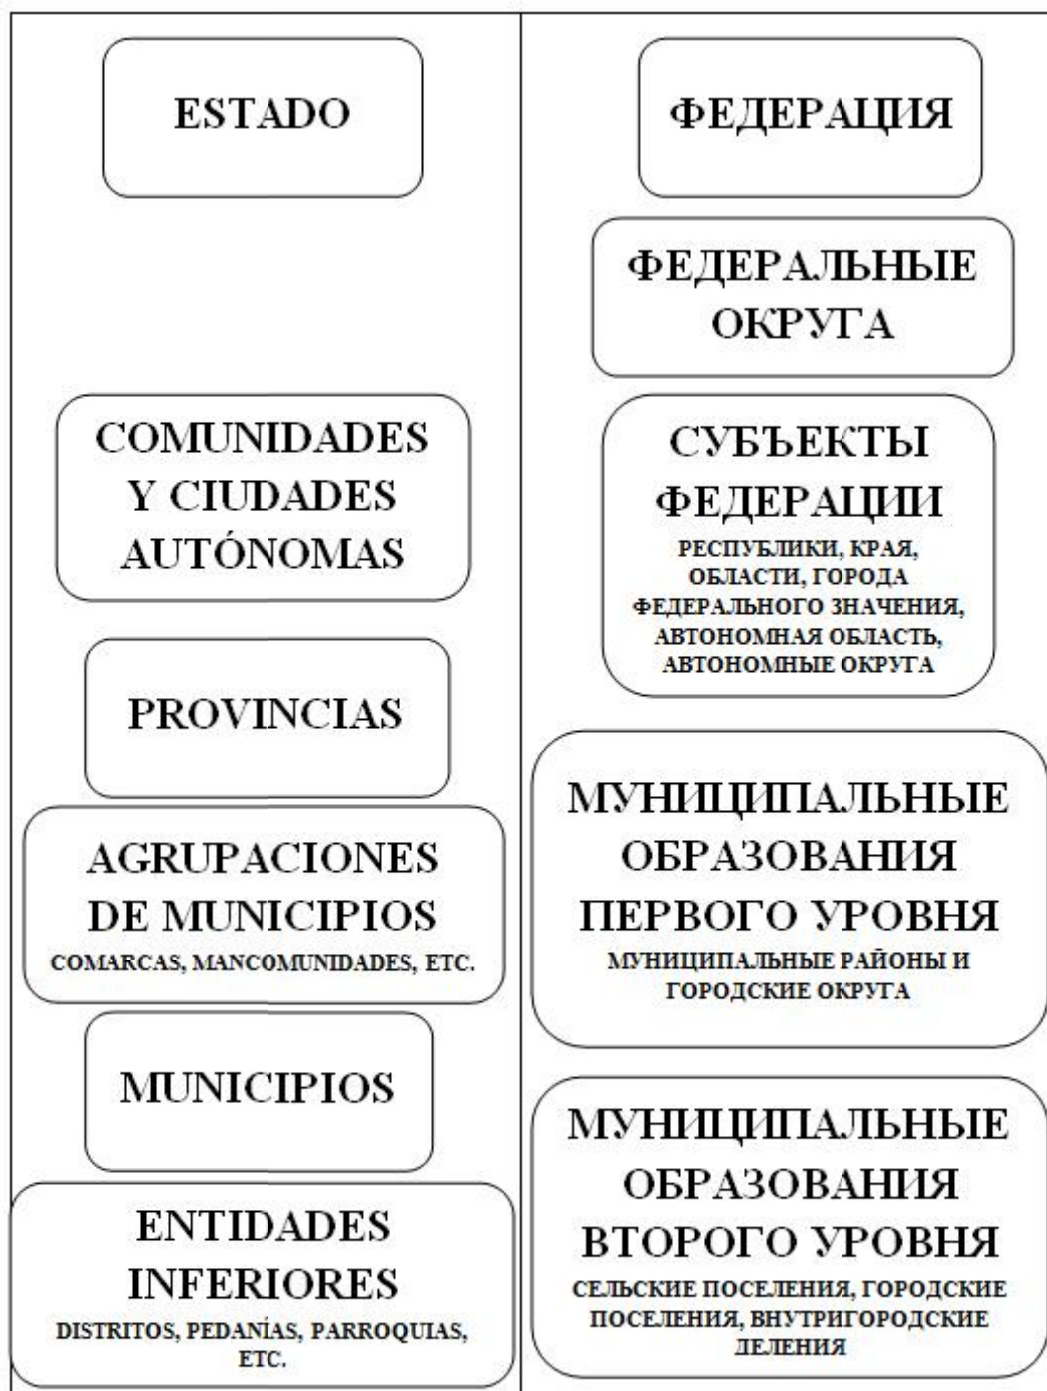 ESTADO
COMUNIDADES
Y CIUDADES
AUTÓNOMAS
PROVINCIAS
AGRUPACIONES
DE MUNICIPIOS
COMARCAS, MANCOMUNIDADES, ETC.
MUNICIPIOS
ENTIDADES
INFERIORES
DISTRITOS, PEDANÍAS, PARROQUIAS,
ETC.
ФЕДЕРАЦИЯ
ФЕДЕРАЛЬНЫЕ
ОКРУГА
СУБЪЕКТЫ
ФЕДЕРАЦИИ
РЕСПУБЛИКИ, КРАЯ,
ОБЛАСТИ, ГОРОДА
ФЕДЕРАЛЬНОГО ЗНАЧЕНИЯ,
АВТОНОМНАЯ ОБЛАСТЬ,
АВТОНОМНЫЕ ОКРУГА
МУНИЦИПАЛЬНЫЕ
ОБРАЗОВАНИЯ
ПЕРВОГО УРОВНЯ
МУНИЦИПАЛЬНЫЕ РАЙОНЫ И
ГОРОДСКИЕ ОКРУГА
МУНИЦИПАЛЬНЫЕ
ОБРАЗОВАНИЯ
ВТОРОГО УРОВНЯ
СЕЛЬСКИЕ ПОСЕЛЕНИЯ, ГОРОДСКИЕ
ПОСЕЛЕНИЯ, ВНУТРИГОРОДСКИЕ
ДЕЛЕНИЯ